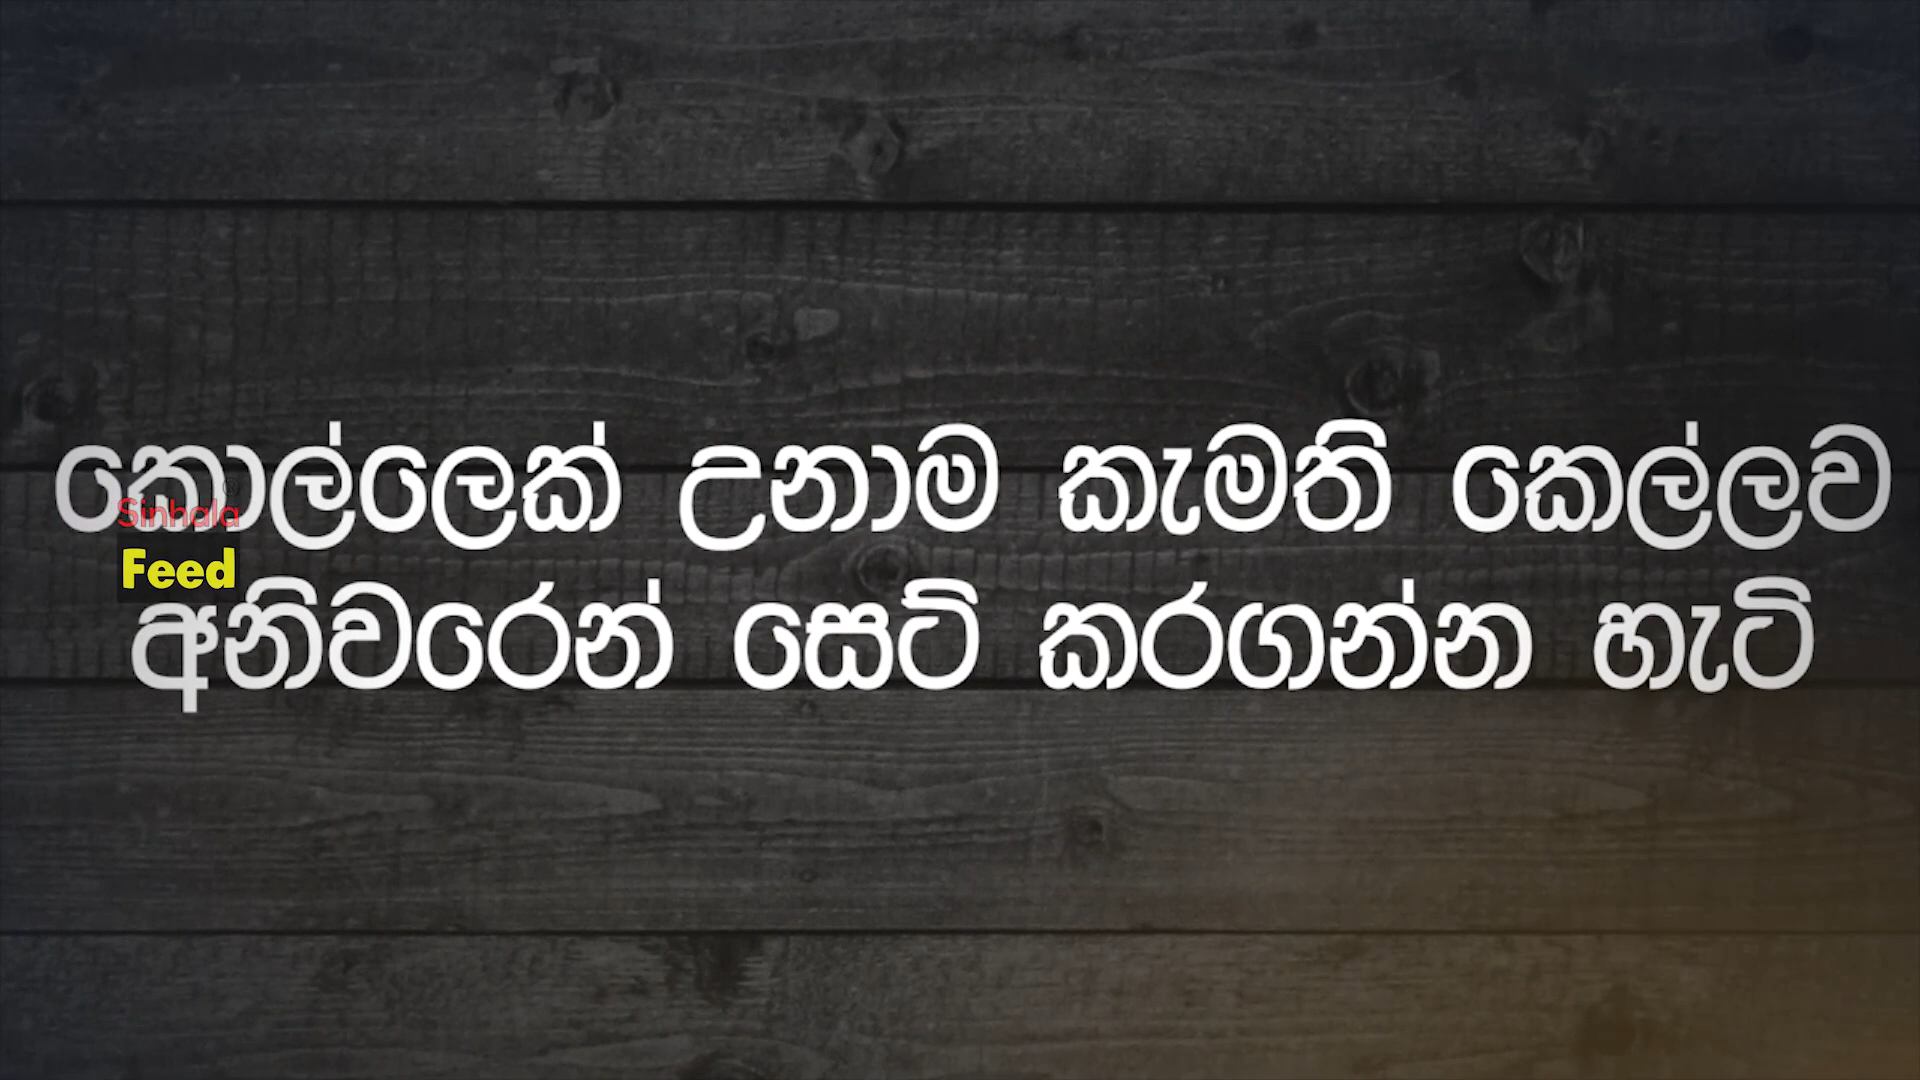 කොල්ලෙක් උනාම කැමති කෙල්ලව
Sinhala
Feed
අනිවරෙන් සෙට් කරගන්න හැටි